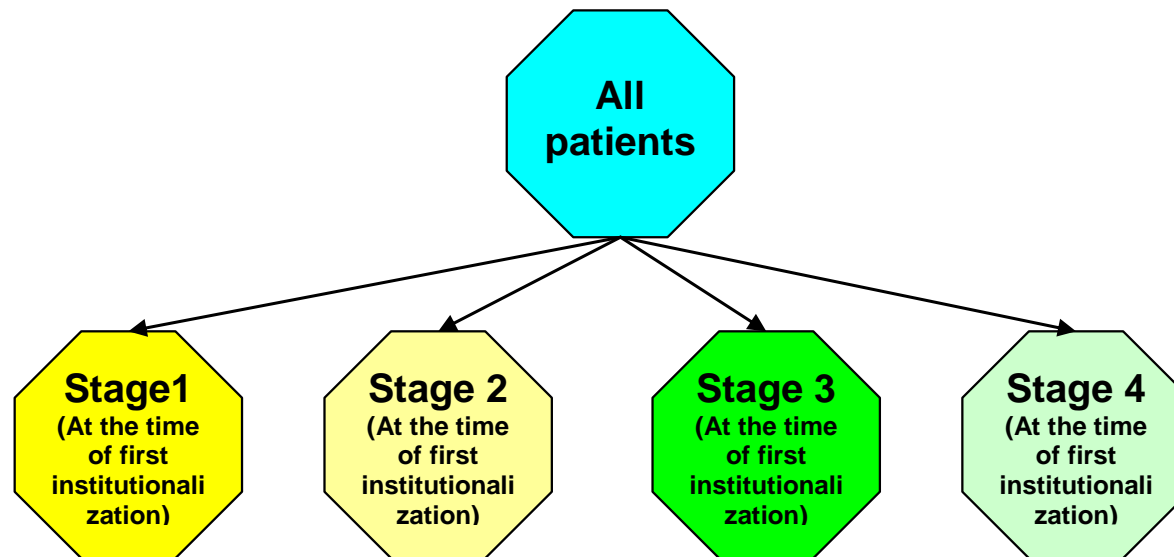 All
patients
Stage1
(At the time
of first
institutionali
zation)
Stage 2
(At the time
of first
institutionali
zation)
Stage 3
(At the time
of first
institutionali
zation)
Stage 4
(At the time
of first
institutionali
zation)